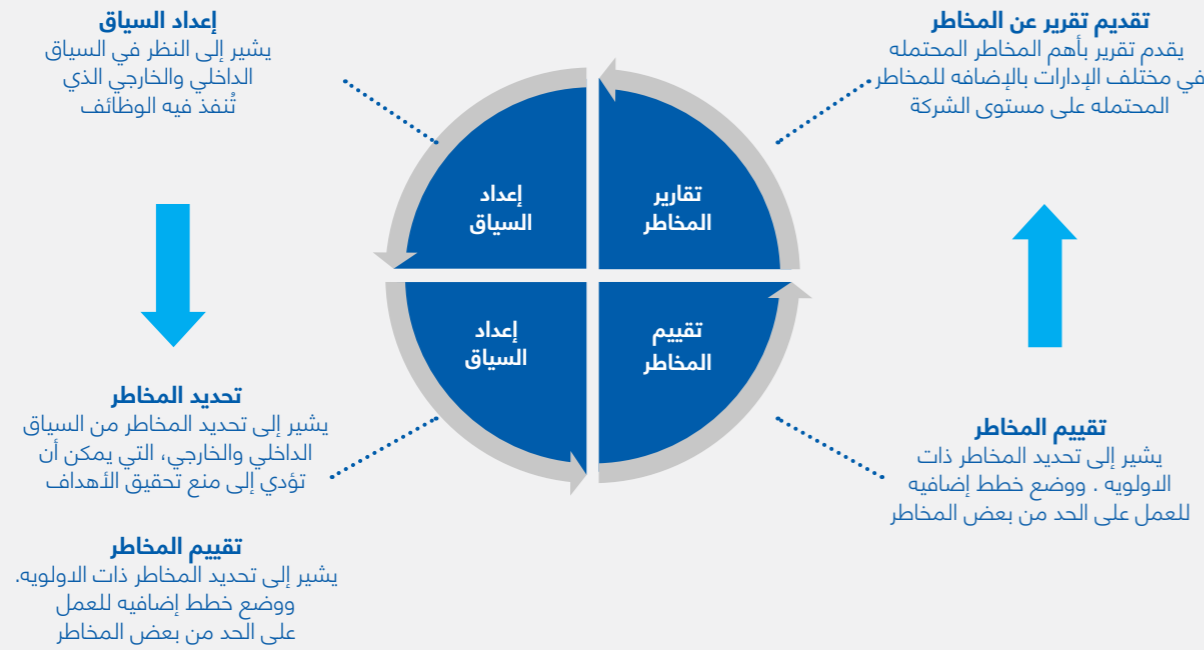 تقديم تقرير عن المخاطر
يقدم تقرير بأهم المخاطر المحتمله
في مختلف الإدارات بالإضافه للمخاطر
المحتمله على مستوى الشركة
إعداد السياق
يشير إلى النظر في السياق
الداخلي والخارجي الذي
تُنفذ فيه الوظائف
تقارير
المخاطر
إعداد
السياق
تقييم
المخاطر
إعداد
السياق
تقييم المخاطر
يشير إلى تحديد المخاطر ذات
الاولويه . ووضع خطط إضافيه
للعمل على الحد من بعض المخاطر
تحديد المخاطر
يشير إلى تحديد المخاطر من السياق
الداخلي والخارجي، التي يمكن أن
تؤدي إلى منع تحقيق الأهداف
تقييم المخاطر
يشير إلى تحديد المخاطر ذات الاولويه.
ووضع خطط إضافيه للعمل
على الحد من بعض المخاطر